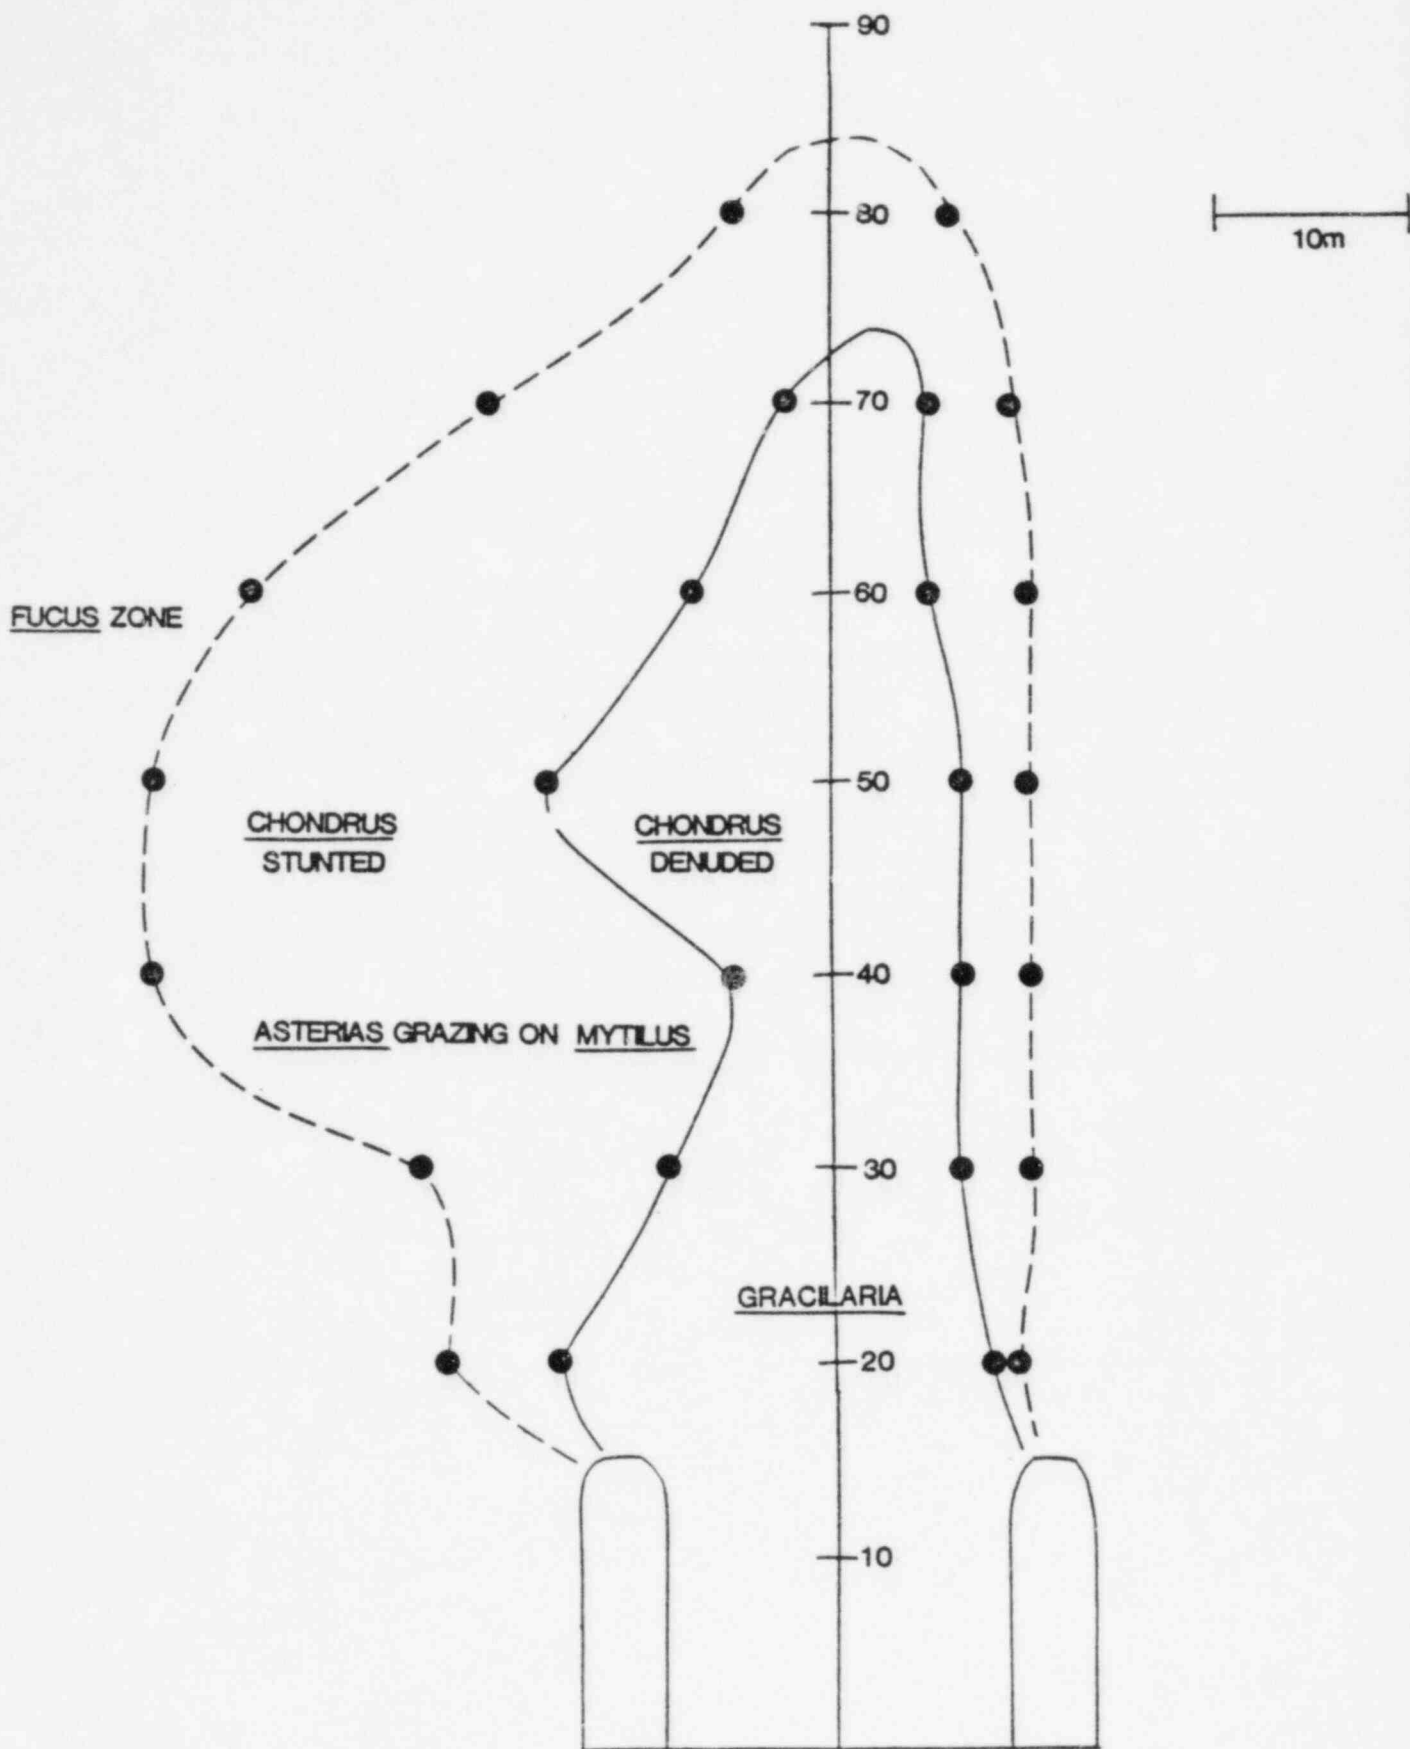 90
80
10m
70
60
FUCUS ZONE
50
CHONDRUS
STUNTED
CHONDRUS
DENUDED
40
ASTERIAS GRAZING ON MYTILUS
30
GRACILARIA
20
10